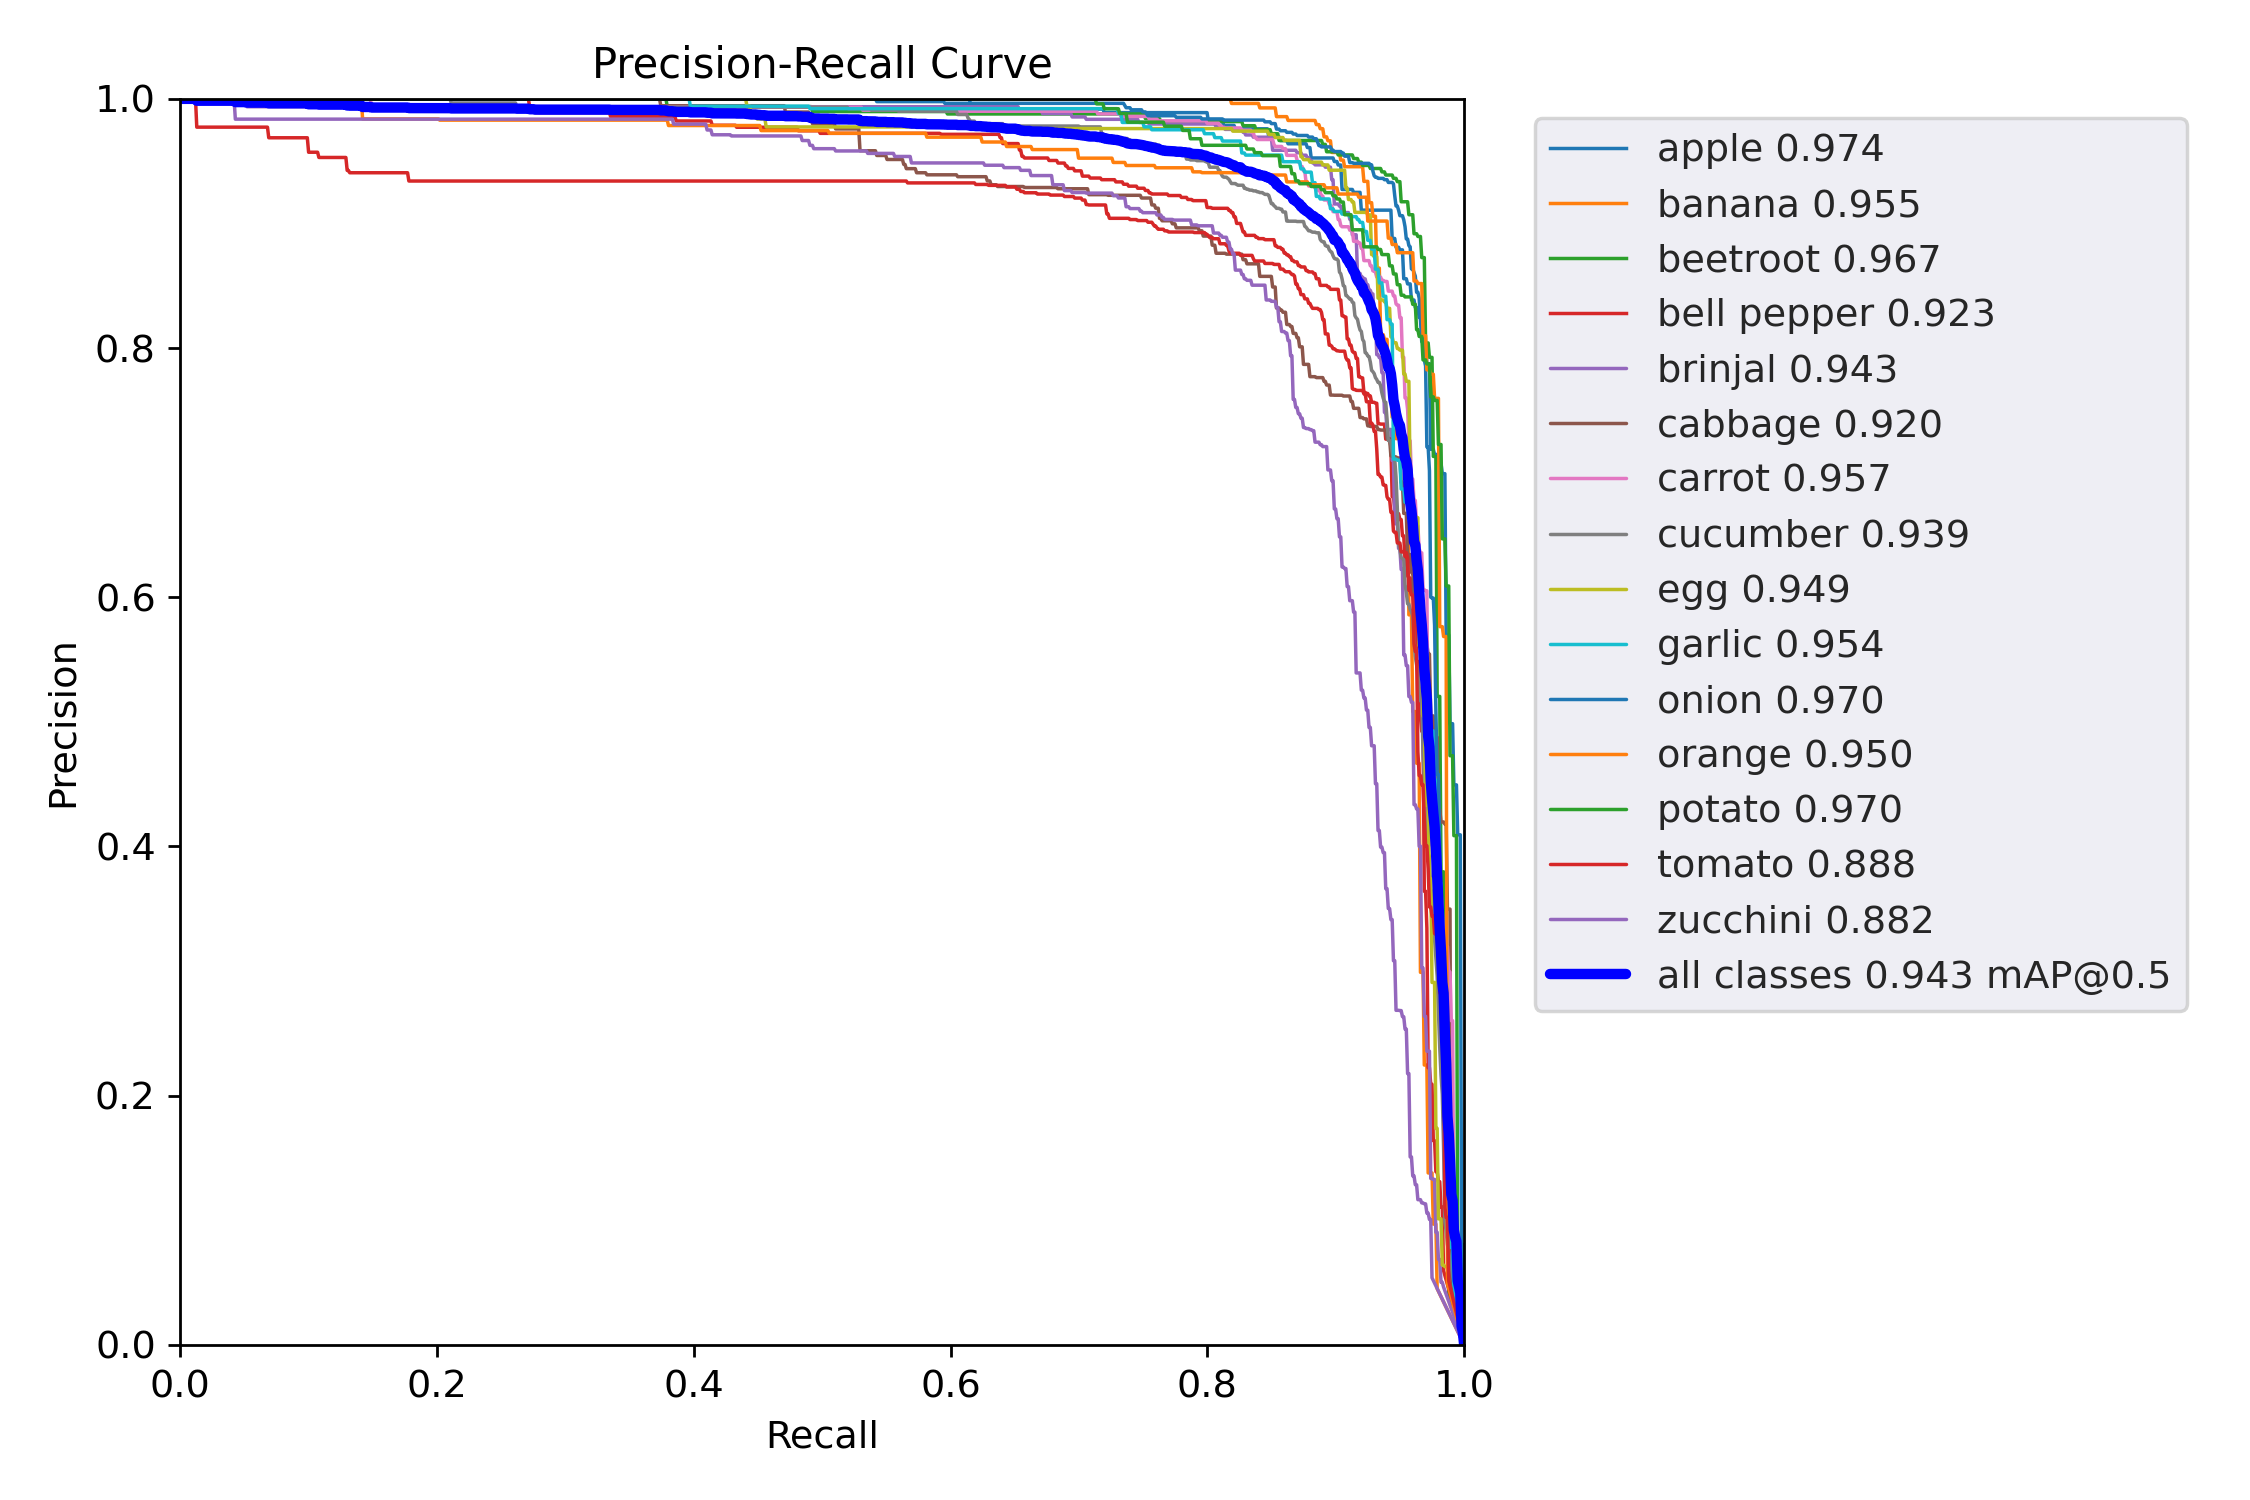 Precision-Recall Curve
1.0
0.8
0.6
0.4
0.2
0.0
Precision
0.0 0.2 0.4 0.6 0.8 1.0
Recall
apple 0.974
banana 0.955
beetroot 0.967
bell pepper 0.923
brinjal 0.943
cabbage 0.920
carrot 0.957
cucumber 0.939
egg 0.949
garlic 0.954
onion 0.970
orange 0.950
potato 0.970
tomato 0.888
zucchini 0.882
all classes 0.943 mAP@0.5